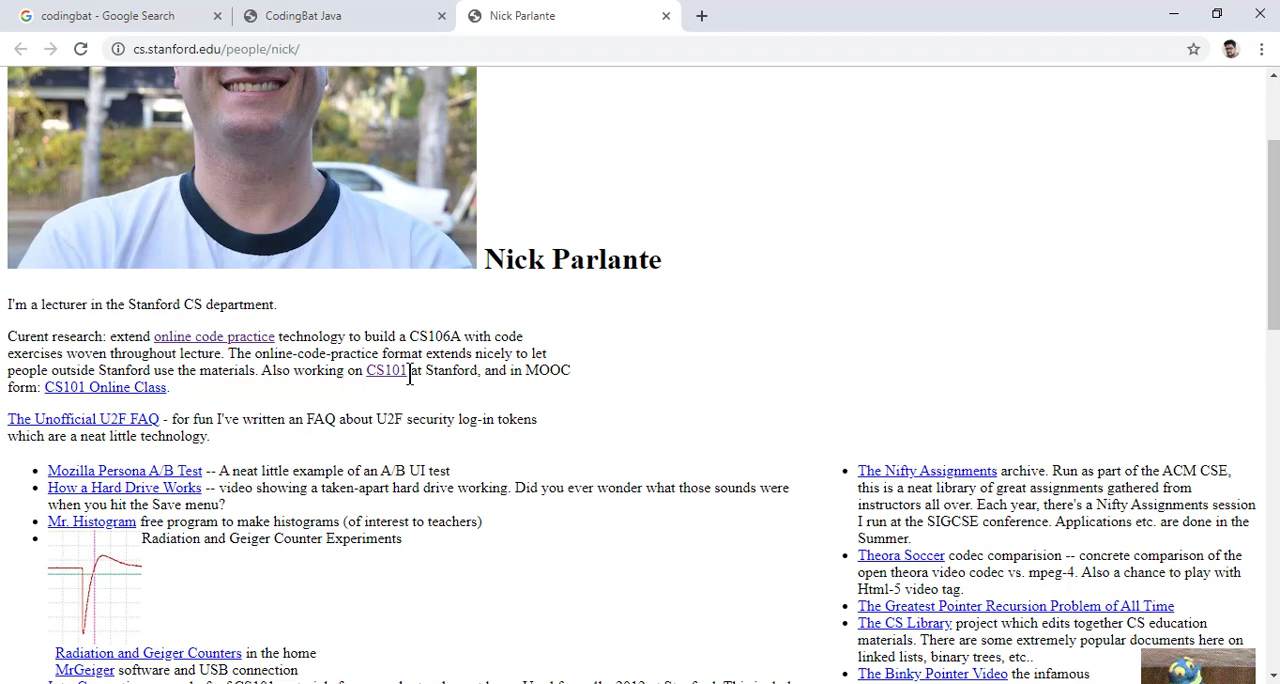 codingbat - Google Search
CodingBat Java
Nick Parlante
cs.stanford.edu/people/nick/
Nick Parlante
I'm a lecturer in the Stanford CS department.
Curent research: extend online code practice technology to build a CS106A with code
exercises woven throughout lecture. The online-code-practice format extends nicely to let
people outside Stanford use the materials. Also working on CS101 at Stanford, and in MOOC
form: CS101 Online Class.
The Unofficial U2F FAQ - for fun I've written an FAQ about U2F security log-in tokens
which are a neat little technology.
Mozilla Persona A/B Test -- A neat little example of an A/B UI test
How a Hard Drive Works -- video showing a taken-apart hard drive working. Did you ever wonder what those sounds were
when you hit the Save menu?
Mr. Histogram free program to make histograms (of interest to teachers)
Radiation and Geiger Counter Experiments
Radiation and Geiger Counters in the home
MrGeiger software and USB connection
The Nifty Assignments archive. Run as part of the ACM CSE,
this is a neat library of great assignments gathered from
instructors all over. Each year, there's a Nifty Assignments session
I run at the SIGCSE conference. Applications etc. are done in the
Summer.
Theora Soccer codec comparision -- concrete comparison of the
open theora video codec vs. mpeg-4. Also a chance to play with
Html-5 video tag.
The Greatest Pointer Recursion Problem of All Time
The CS Library project which edits together CS education
materials. There are some extremely popular documents here on
linked lists, binary trees, etc..
The Binky Pointer Video the infamous